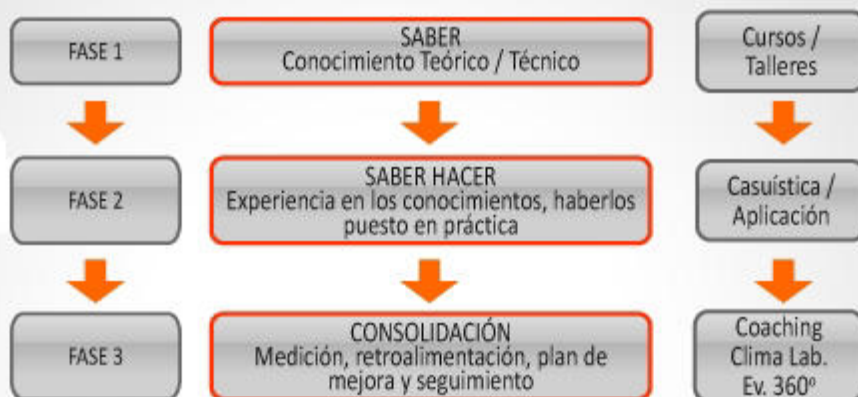 FASE 1
SABER
Conocimiento Teórico / Técnico
Cursos /
Talleres
FASE 2
SABER HACER
Experiencia en los conocimientos, haberlos
puesto en práctica
Casuística /
Aplicación
FASE 3
CONSOLIDACIÓN
Medición, retroalimentación, plan de
mejora y seguimiento
Coaching
Clima Lab.
Ev. 360º